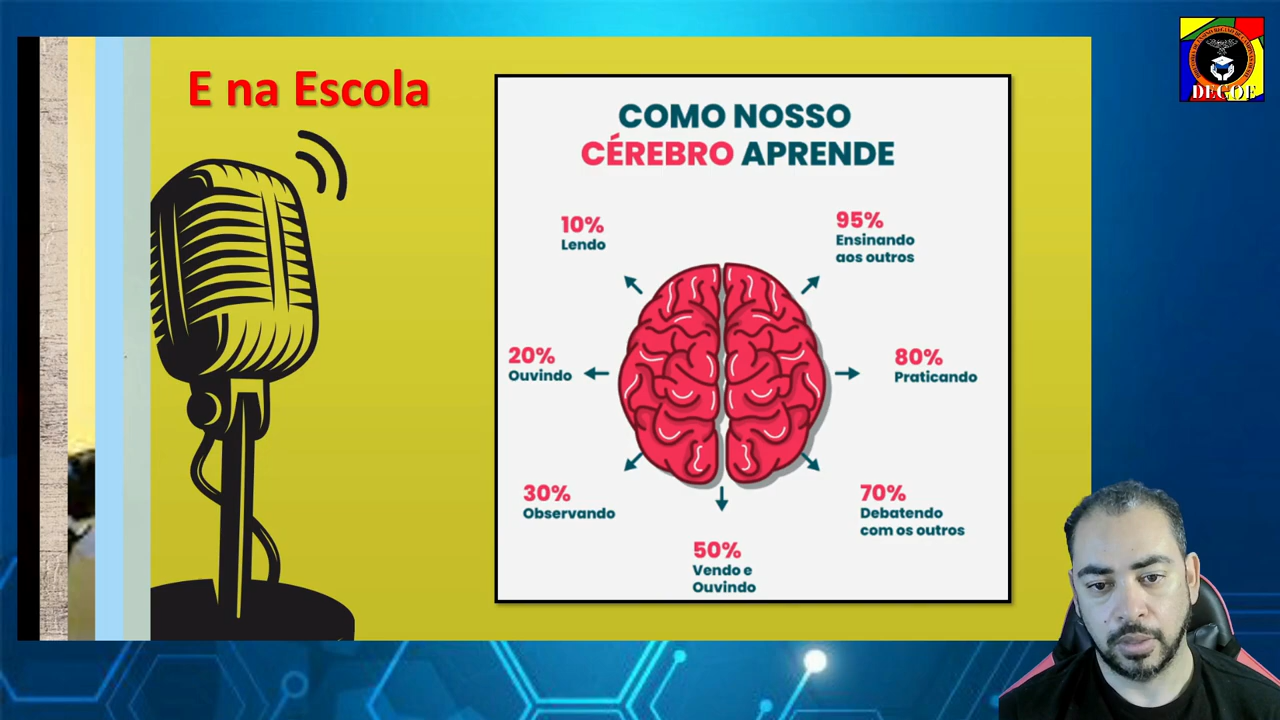 E na Escola
COMO NOSSO
CÉREBRO APRENDE
10%
Lendo
95%
Ensinando
aos outros
20%
Ouvindo
80%
Praticando
30%
Observando
70%
Debatendo
com os outros
50%
Vendo e
Ouvindo